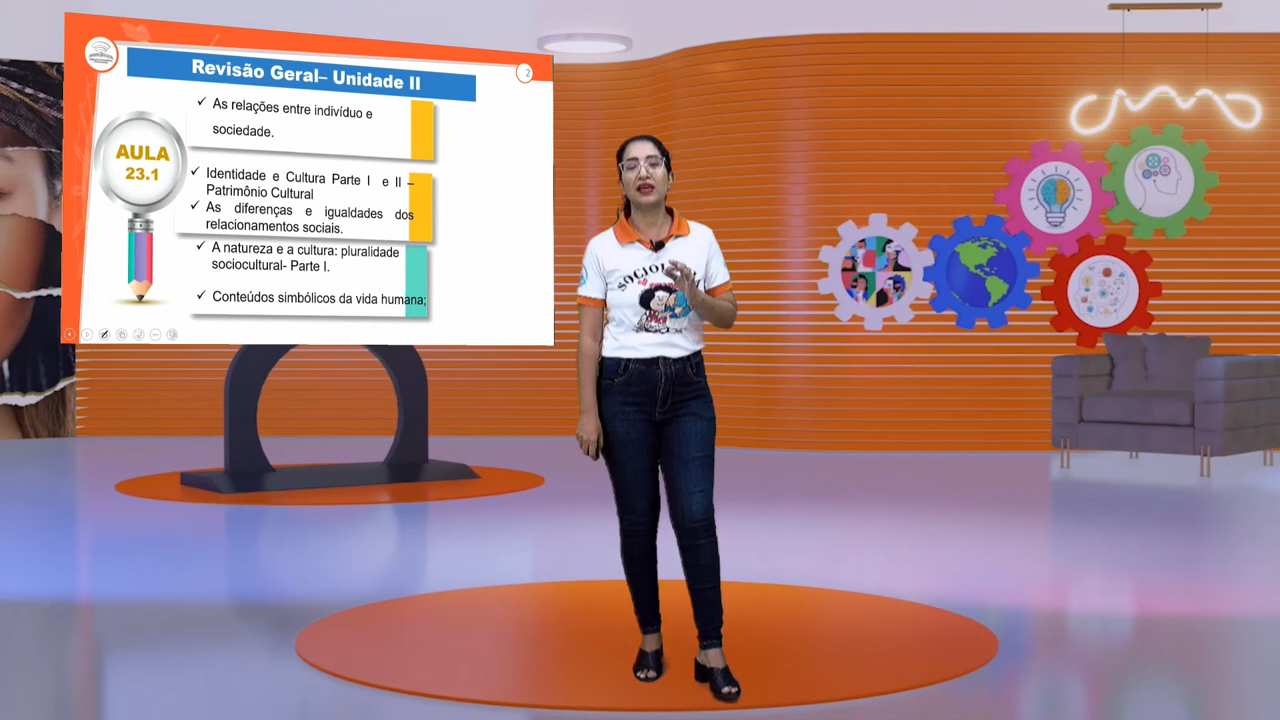 Revisão Geral– Unidade II
2
✓ As relações entre indivíduo e
sociedade.
AULA
23.1
✓ Identidade e Cultura Parte I e II –
Patrimônio Cultural
✓ As diferenças e igualdades dos
relacionamentos sociais.
✓ A natureza e a cultura: pluralidade
sociocultural- Parte I.
✓ Conteúdos simbólicos da vida humana;